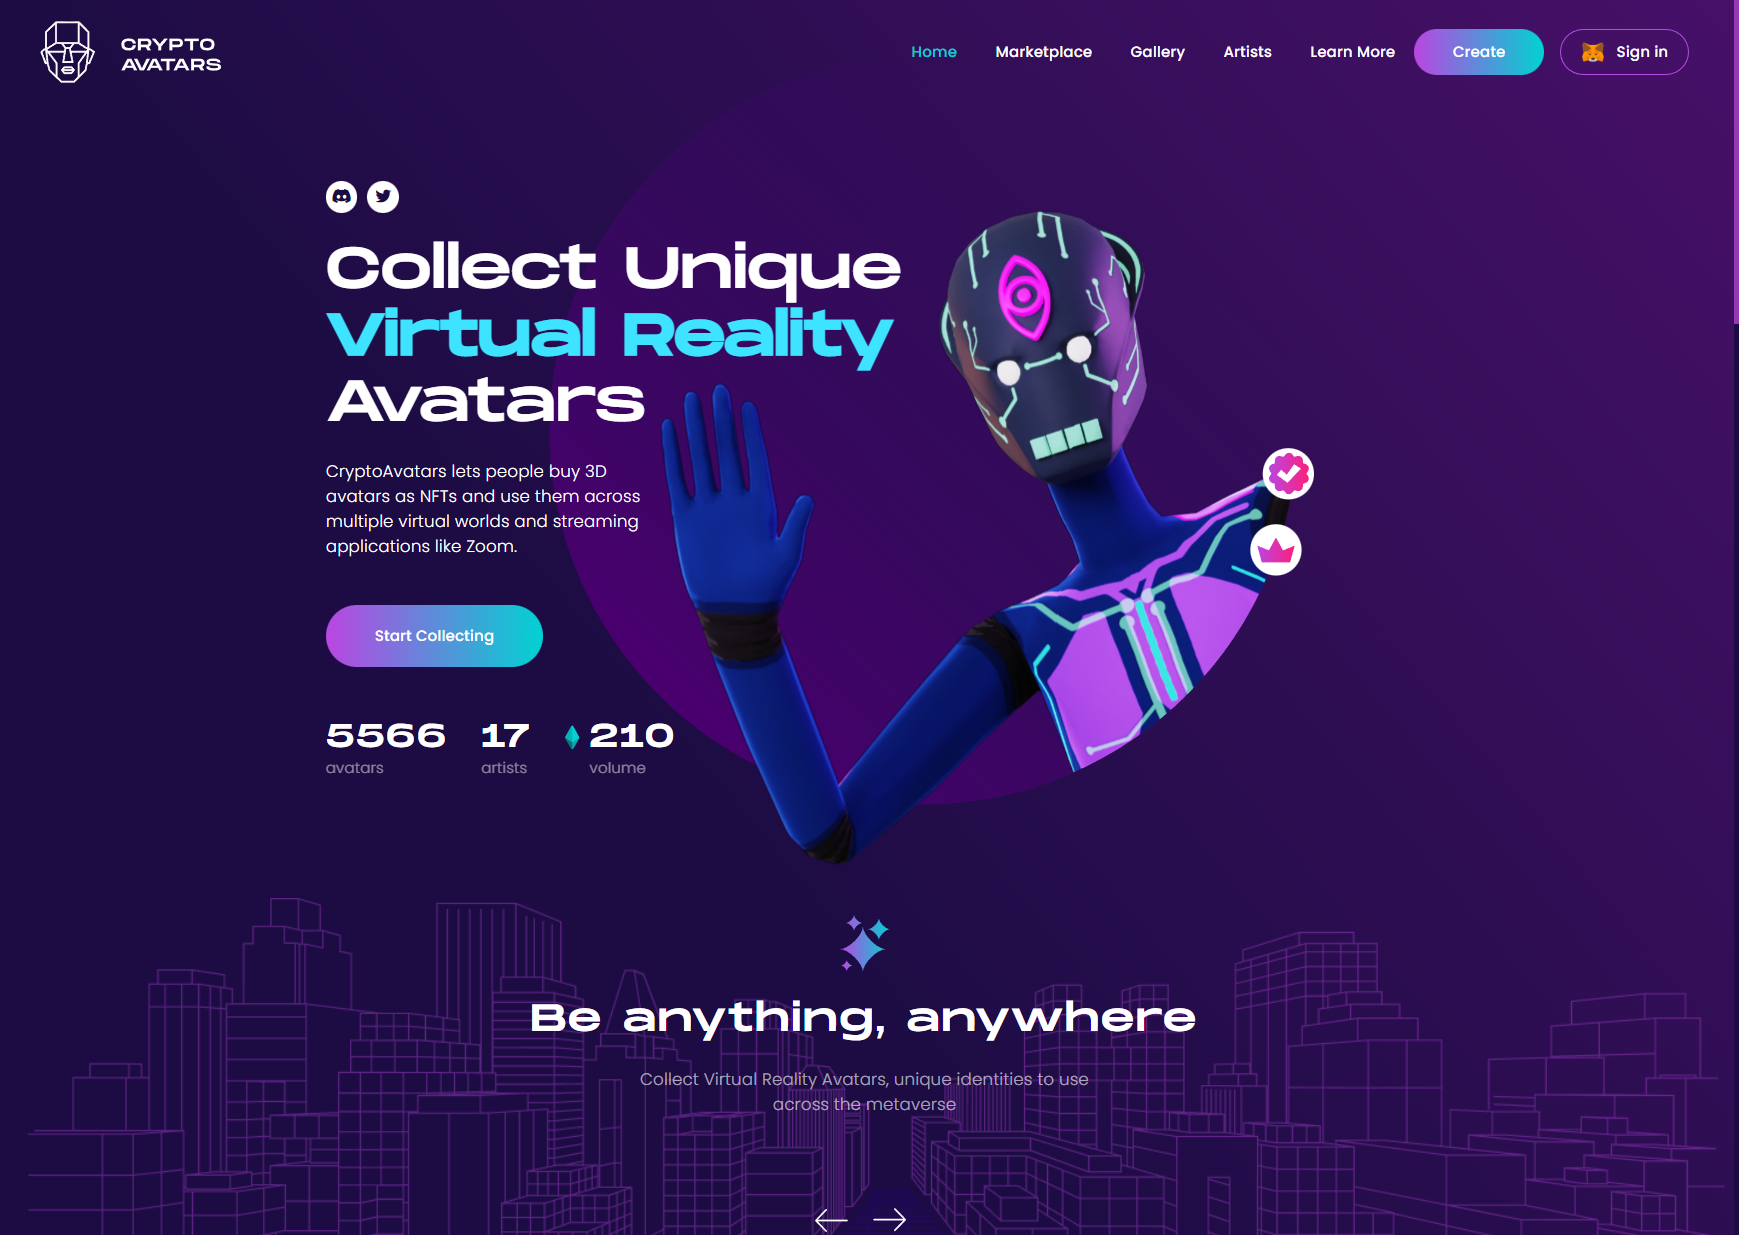 CRYPTO
AVATARS
Home Marketplace Gallery Artists Learn More Create Sign in
Collect Unique
Virtual Reality
Avatars
CryptoAvatars lets people buy 3D
avatars as NFTs and use them across
multiple virtual worlds and streaming
applications like Zoom.
Start Collecting
5566 17 210
avatars artists volume
Be anything, anywhere
Collect Virtual Reality Avatars, unique identities to use
across the metaverse